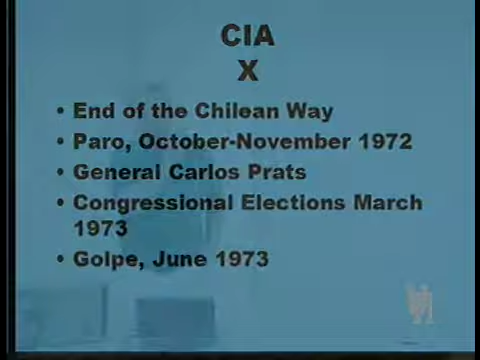 CIA
X
• End of the Chilean Way
• Paro, October-November 1972
• General Carlos Prats
• Congressional Elections March
1973
• Golpe, June 1973